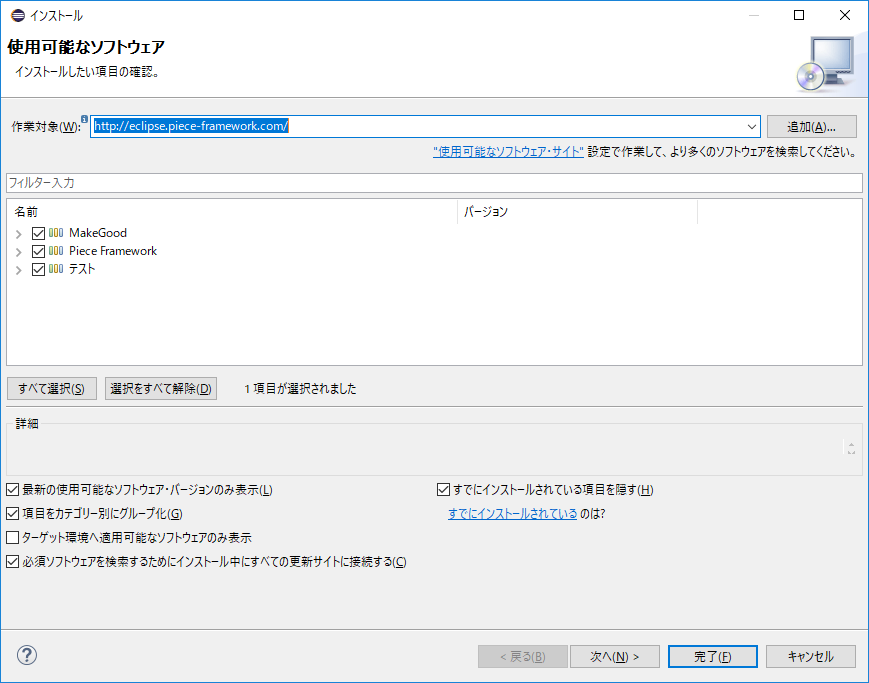 インストール
使用可能なソフトウェア
インストールしたい項目の確認。
作業対象(W):
http://eclipse.piece-framework.com/
追加(A)...
"使用可能なソフトウェア・サイト" 設定で作業して、より多くのソフトウェアを検索してください。
フィルター入力
名前 バージョン
MakeGood
Piece Framework
テスト
すべて選択(S) 選択をすべて解除(D) 1 項目が選択されました
詳細
最新の使用可能なソフトウェア・バージョンのみ表示(L) すでにインストールされている項目を隠す(H)
項目をカテゴリー別にグループ化(G) すでにインストールされている のは?
ターゲット環境へ適用可能なソフトウェアのみ表示
必須ソフトウェアを検索するためにインストール中にすべての更新サイトに接続する(C)
? < 戻る(B) 次へ(N) > 完了(F) キャンセル